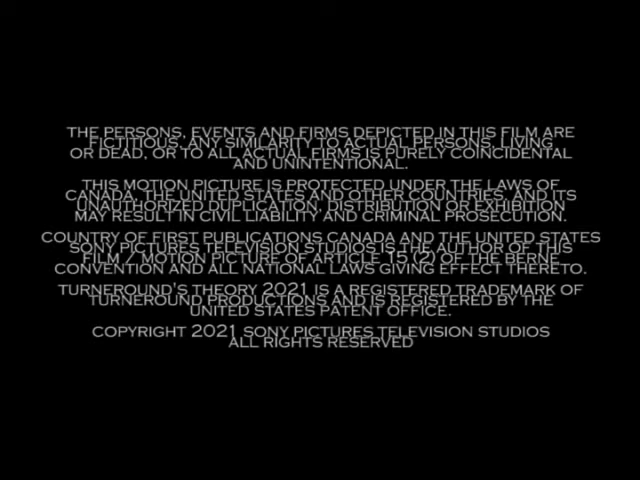 THE PERSONS, EVENTS AND FIRMS DEPICTED IN THIS FILM ARE
FICTITIOUS, ANY SIMILARITY TO ACTUAL PERSONS, LIVING
OR DEAD, OR TO ALL ACTUAL FIRMS IS PURELY COINCIDENTAL
AND UNINTENTIONAL.
THIS MOTION PICTURE IS PROTECTED UNDER THE LAWS OF
CANADA, THE UNITED STATES AND OTHER COUNTRIES, AND ITS
UNAUTHORIZED DUPLICATION, DISTRIBUTION OR EXHIBITION
MAY RESULT IN CIVIL LIABILITY AND CRIMINAL PROSECUTION.
COUNTRY OF FIRST PUBLICATIONS CANADA AND THE UNITED STATES
SONY PICTURES TELEVISION STUDIOS IS THE AUTHOR OF THIS
FILM / MOTION PICTURE OF ARTICLE 15 (2) OF THE BERNE
CONVENTION AND ALL NATIONAL LAWS GIVING EFFECT THERETO.
TURNEROUND'S THEORY 2021 IS A REGISTERED TRADEMARK OF
TURNEROUND PRODUCTIONS AND IS REGISTERED BY THE
UNITED STATES PATENT OFFICE.
COPYRIGHT 2021 SONY PICTURES TELEVISION STUDIOS
ALL RIGHTS RESERVED